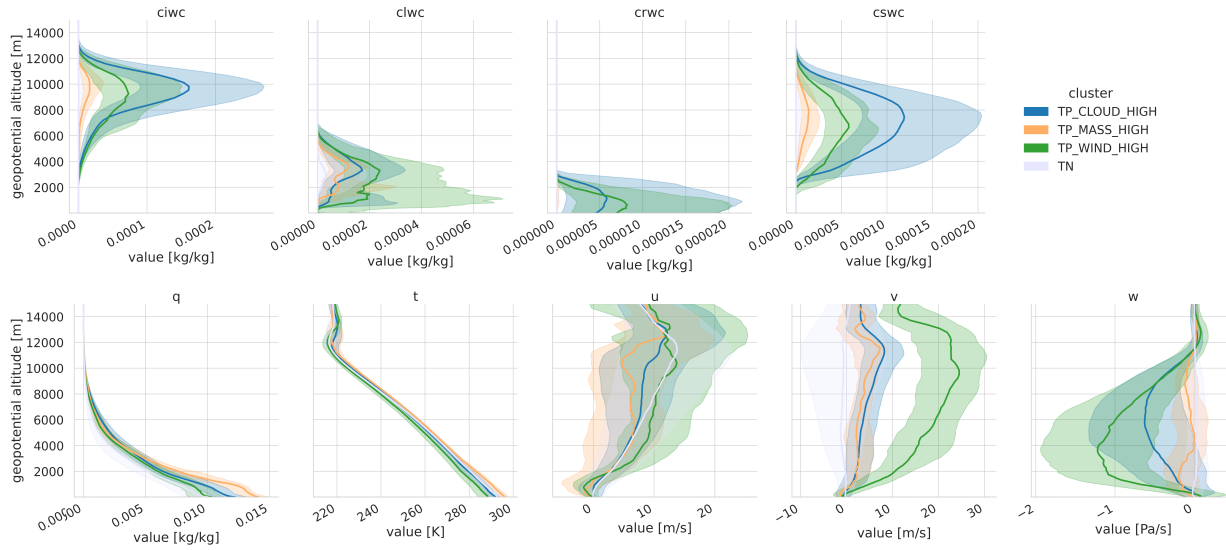 ciwc
clwc
crwc
cswc
geopotential altitude [m]
14000
12000
10000
8000
6000
4000
2000
0.0000
0.0001
0.0002
value [kg/kg]
0.00000
0.00002
0.00004
0.00006
value [kg/kg]
0.000000
0.000005
0.000010
0.000015
0.000020
value [kg/kg]
0.00000
0.00005
0.00010
0.00015
0.00020
value [kg/kg]
cluster
TP_CLOUD_HIGH
TP_MASS_HIGH
TP_WIND_HIGH
TN
q
t
u
v
w
geopotential altitude [m]
14000
12000
10000
8000
6000
4000
2000
0.005
0.010
0.015
value [kg/kg]
220
240
260
280
300
value [K]
0
10
20
value [m/s]
−10
0
10
20
30
value [m/s]
−2
−1
0
value [Pa/s]